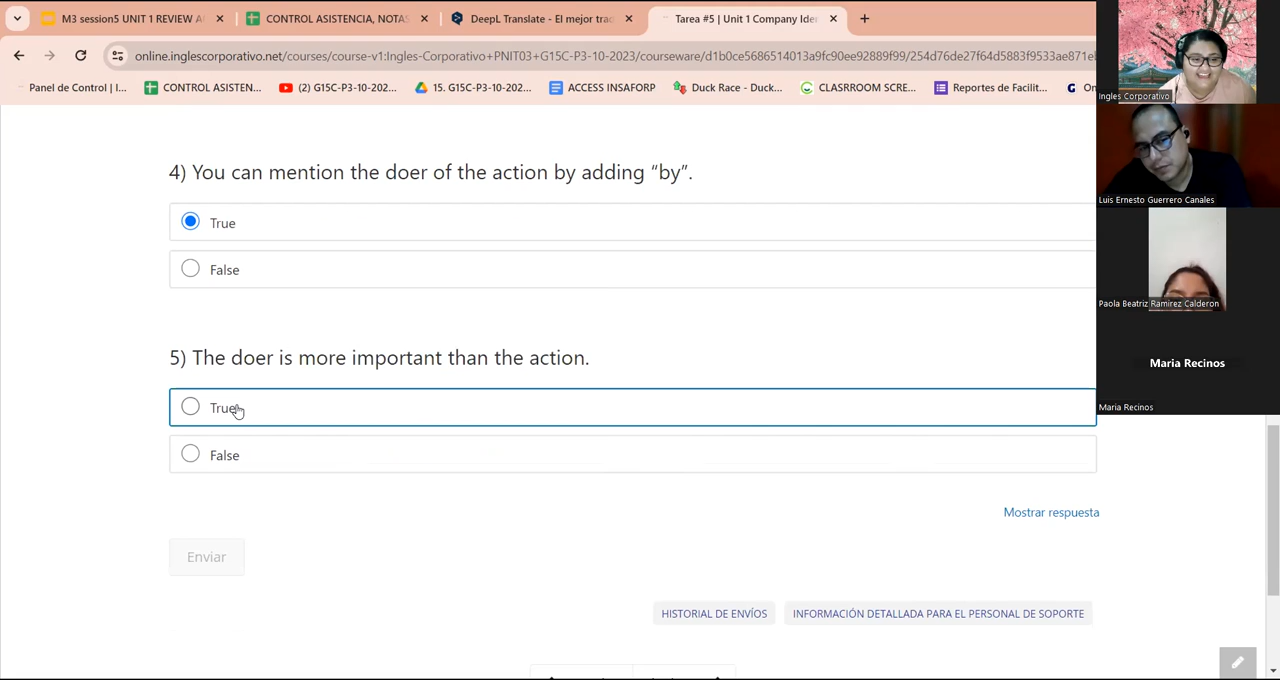 M3 session5 UNIT 1 REVIEW A
CONTROL ASISTENCIA, NOTAS
DeepL Translate - El mejor trad
Tarea #5 | Unit 1 Company Iden
online.inglescorporativo.net/courses/course-v1:Ingles-Corporativo+PNIT03+G15C-P3-10-2023/courseware/d1b0ce5686514013a9fc90ee92889f99/254d76de27f64d5883f9533ae871eb
Panel de Control | I...
CONTROL ASISTEN...
(2) G15C-P3-10-202...
15. G15C-P3-10-202...
ACCESS INSAFORP
Duck Race - Duck...
CLASRROOM SCRE...
Reportes de Facilit...
On
Ingles Corporativo
Luis Ernesto Guerrero Canales
Paola Beatriz Ramirez Calderon
Maria Recinos
Maria Recinos
4) You can mention the doer of the action by adding “by”.
True
False
5) The doer is more important than the action.
True
False
Mostrar respuesta
Enviar
HISTORIAL DE ENVÍOS
INFORMACIÓN DETALLADA PARA EL PERSONAL DE SOPORTE